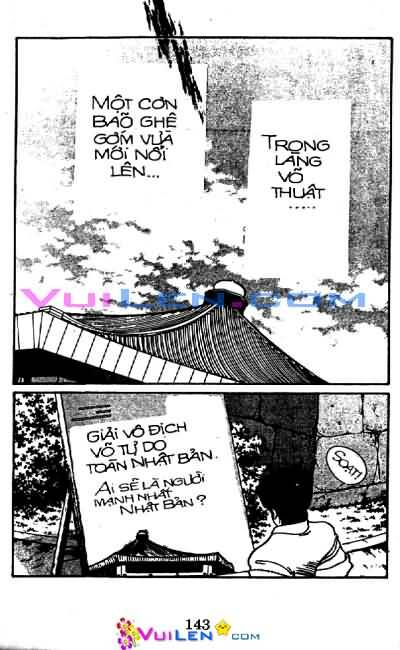 TRONG
LÀNG
VÕ
THUẬT
.....
MỘT CƠN
BÃO GHÊ
GỚM VỪA
MỚI NỔI
LÊN...
VUILEN.COM
GIẢI VÔ ĐỊCH
VÕ TỰ DO
TOÀN NHẬT BẢN.
AI SẼ LÀ NGƯỜI
MẠNH NHẤT
NHẬT BẢN?
SOẠT!
143
VUILEN.COM